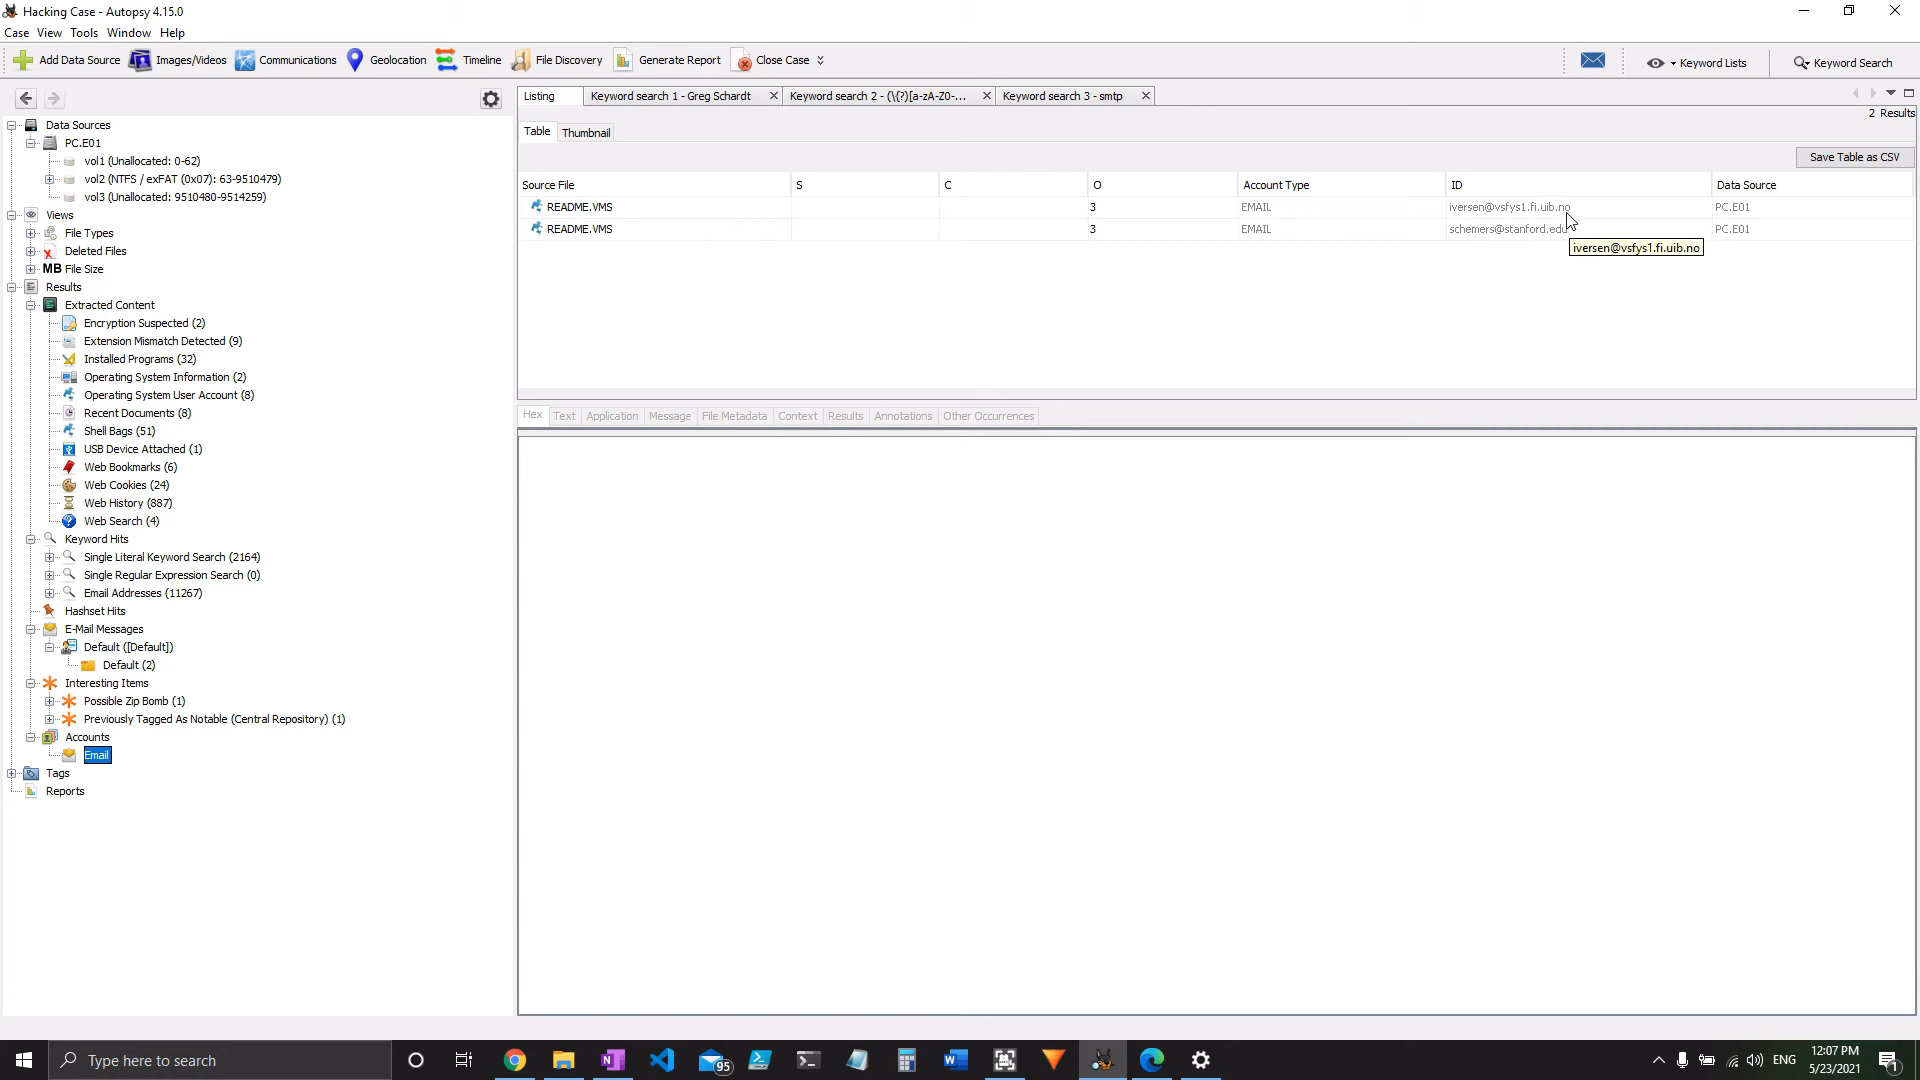 Hacking Case - Autopsy 4.15.0
Case View Tools Window Help
Add Data Source Images/Videos Communications Geolocation Timeline File Discovery Generate Report Close Case Keyword Lists Keyword Search
Listing Keyword search 1 - Greg Schardt Keyword search 2 - (\{?)[a-zA-Z0-... Keyword search 3 - smtp
2 Results
Table Thumbnail
Save Table as CSV
Source File S C O Account Type ID Data Source
README.VMS 3 EMAIL iversen@vsfys1.fi.uib.no PC.E01
README.VMS 3 EMAIL schemers@stanford.edu PC.E01
iversen@vsfys1.fi.uib.no
Hex Text Application Message File Metadata Context Results Annotations Other Occurrences
Data Sources
PC.E01
vol1 (Unallocated: 0-62)
vol2 (NTFS / exFAT (0x07): 63-9510479)
vol3 (Unallocated: 9510480-9514259)
Views
File Types
Deleted Files
MB File Size
Results
Extracted Content
Encryption Suspected (2)
Extension Mismatch Detected (9)
Installed Programs (32)
Operating System Information (2)
Operating System User Account (8)
Recent Documents (8)
Shell Bags (51)
USB Device Attached (1)
Web Bookmarks (6)
Web Cookies (24)
Web History (887)
Web Search (4)
Keyword Hits
Single Literal Keyword Search (2164)
Single Regular Expression Search (0)
Email Addresses (11267)
Hashset Hits
E-Mail Messages
Default ([Default])
Default (2)
Interesting Items
Possible Zip Bomb (1)
Previously Tagged As Notable (Central Repository) (1)
Accounts
Email
Tags
Reports
Type here to search
95
ENG
12:07 PM
5/23/2021
1